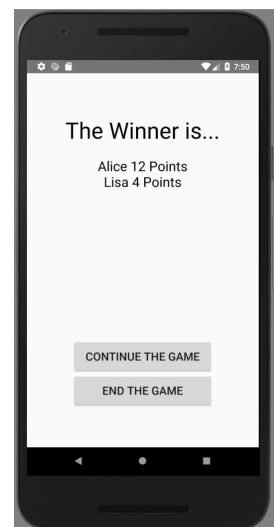 7:50
The Winner is...
Alice 12 Points
Lisa 4 Points
CONTINUE THE GAME
END THE GAME